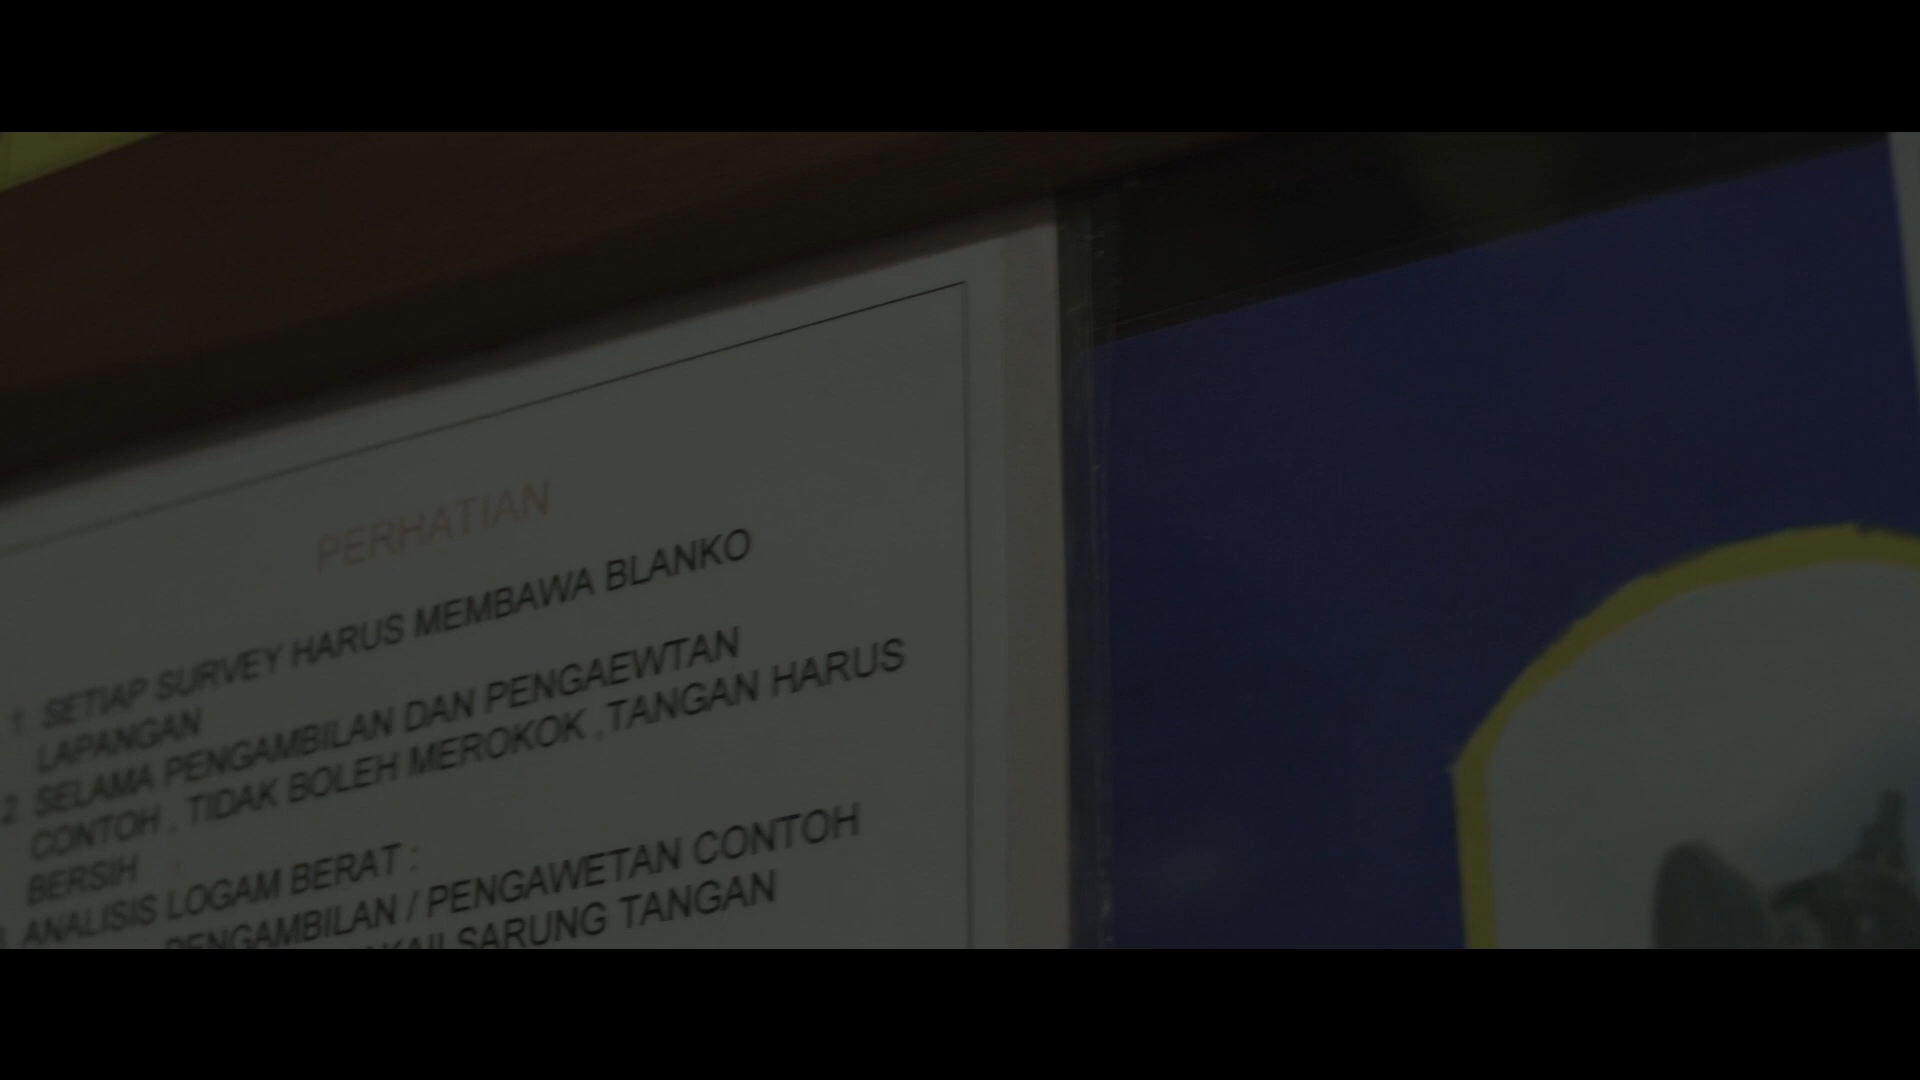 PERHATIAN
1. SETIAP SURVEY HARUS MEMBAWA BLANKO
LAPANGAN
2. SELAMA PENGAMBILAN DAN PENGAEWTAN
CONTOH , TIDAK BOLEH MEROKOK ,TANGAN HARUS
BERSIH
ANALISIS LOGAM BERAT :
PENGAMBILAN / PENGAWETAN CONTOH
SARUNG TANGAN